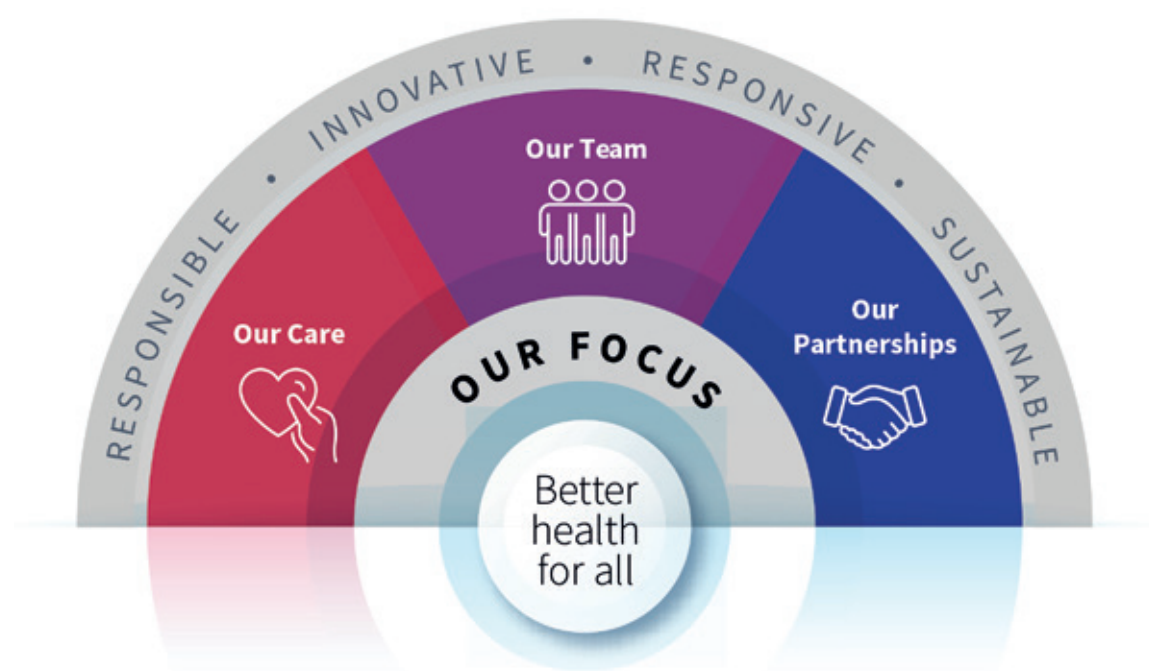 RESPONSIBLE • INNOVATIVE • RESPONSIVE • SUSTAINABLE
Our Team
Our Care
Our
Partnerships
OUR FOCUS
Better
health
for all